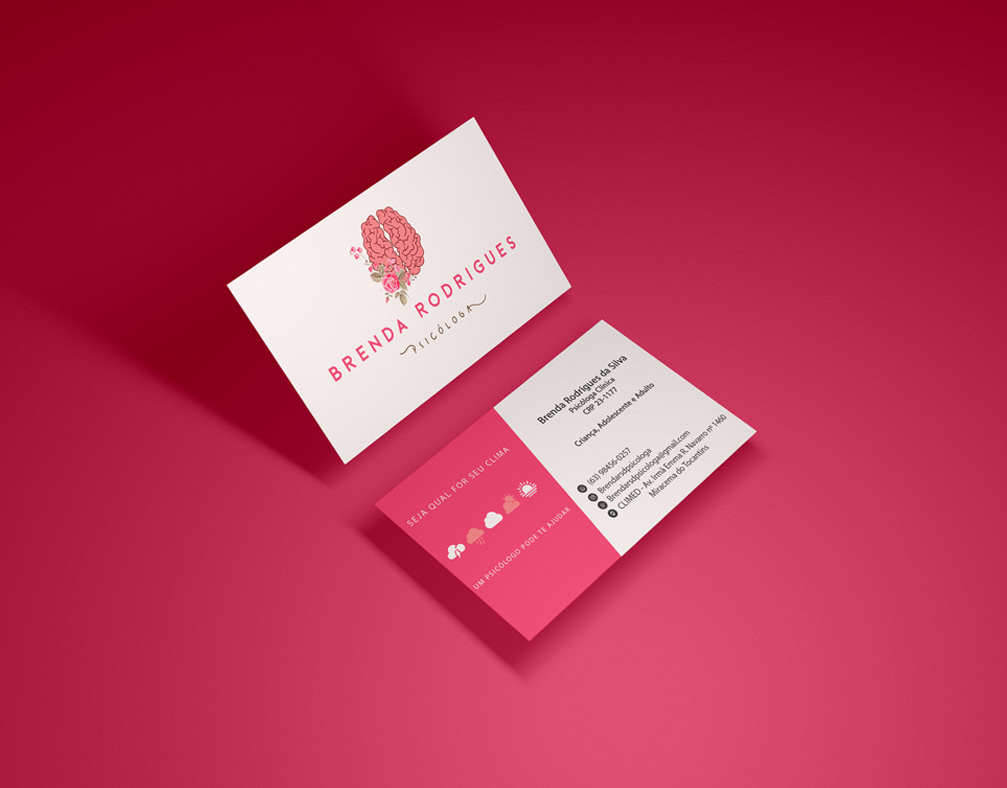 BRENDA RODRIGUES
PSICÓLOGA
SEJA QUAL FOR SEU CLIMA
UM PSICÓLOGO PODE TE AJUDAR
Brenda Rodrigues da Silva
Psicóloga Clínica
CRP 23-1177
Criança, Adolescente e Adulto
(63) 98456-0257
Brendarsdpsicologa
Brendarsdpsicologa@gmail.com
CLIMED - Av. Irmã Emma R. Navarro nº 1460
Miracema do Tocantins